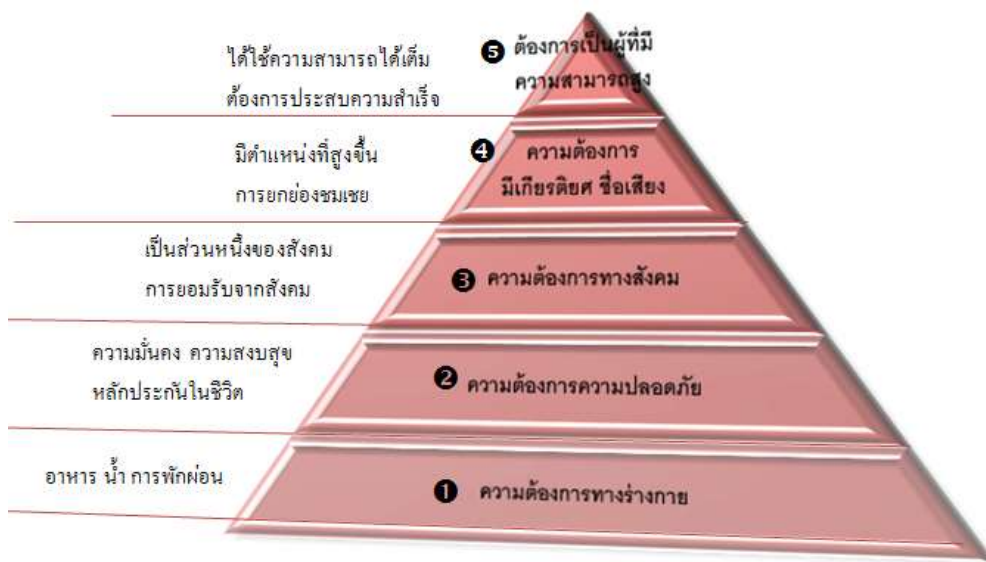 ได้ใช้ความสามารถได้เต็ม
ต้องการประสบความสำเร็จ
❺ ต้องการเป็นผู้ที่มี
ความสามารถสูง
มีตำแหน่งที่สูงขึ้น
การยกย่องชมเชย
❹ ความต้องการ
มีเกียรติยศ ชื่อเสียง
เป็นส่วนหนึ่งของสังคม
การยอมรับจากสังคม
❸ ความต้องการทางสังคม
ความมั่นคง ความสงบสุข
หลักประกันในชีวิต
❷ ความต้องการความปลอดภัย
อาหาร น้ำ การพักผ่อน
❶ ความต้องการทางร่างกาย